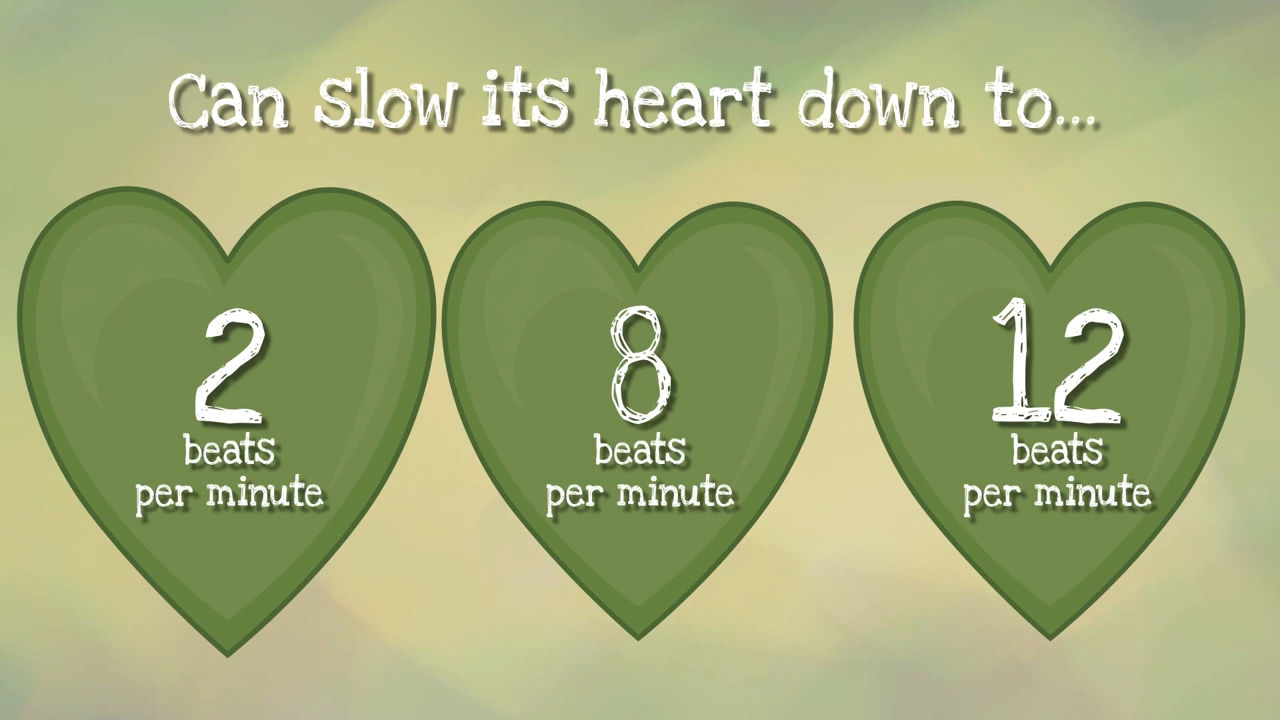 Can slow its heart down to...
2
beats
per minute
8
beats
per minute
12
beats
per minute